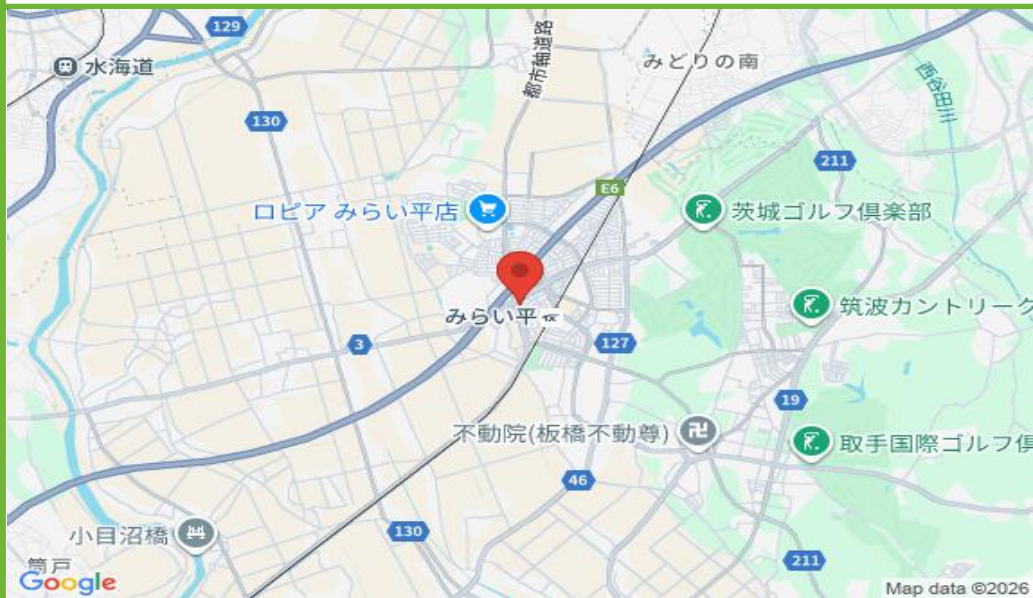 129
水海道
都市軸道路
みどりの南
西谷田川
130
211
E6
ロピア みらい平店
茨城ゴルフ倶楽部
みらい平
筑波カントリーク
3
127
19
不動院(板橋不動尊)
取手国際ゴルフ倶
46
小目沼橋
130
筒戸
211
Google
Map data ©2026